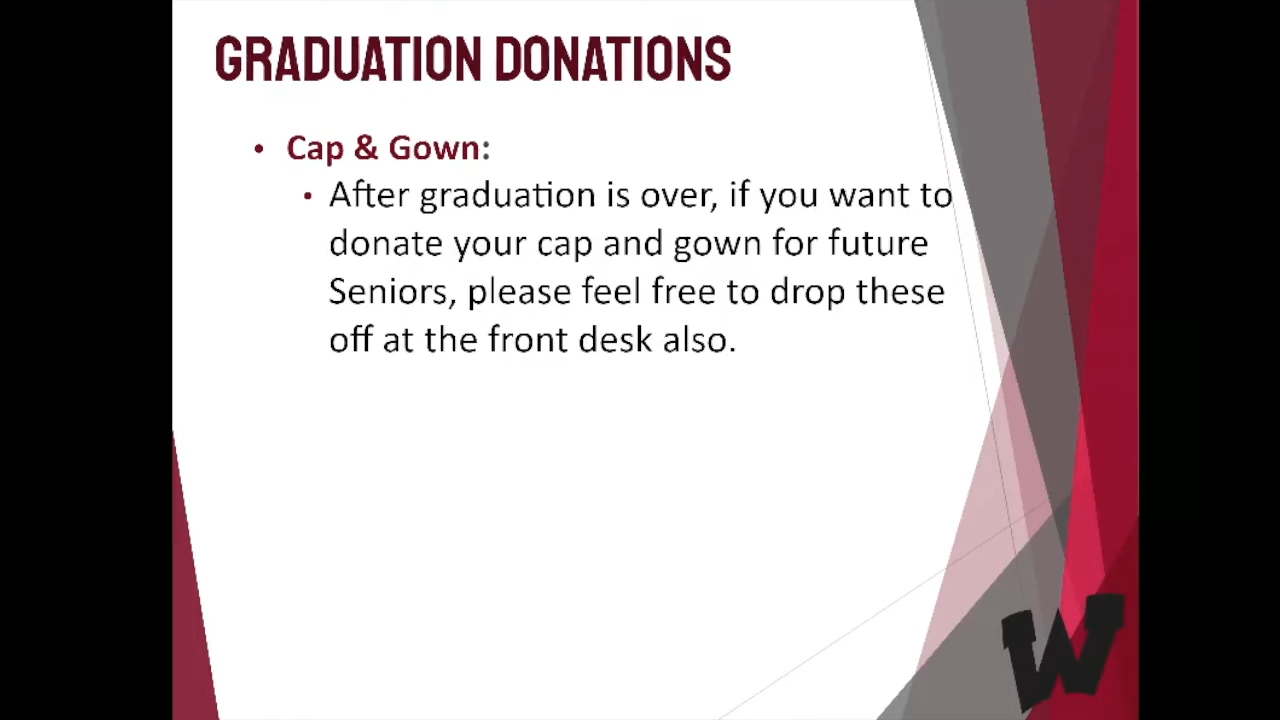 GRADUATION DONATIONS
• Cap & Gown:
• After graduation is over, if you want to
donate your cap and gown for future
Seniors, please feel free to drop these
off at the front desk also.
W